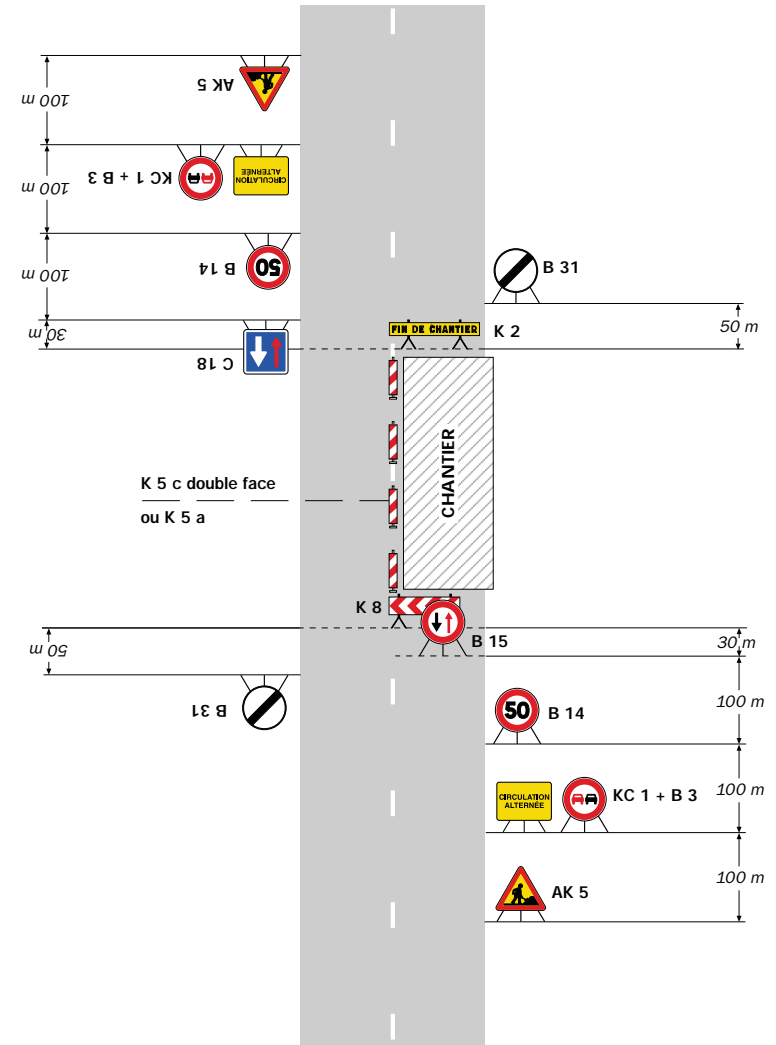 AK 5
100 m
KC 1 + B 3
CIRCULATION
ALTERNÉE
100 m
B 14
50
100 m
C 18
30 m
B 31
50 m
FIN DE CHANTIER
K 2
CHANTIER
K 5 c double face
ou K 5 a
K 8
B 15
30 m
50 m
B 31
50
B 14
100 m
CIRCULATION
ALTERNÉE
KC 1 + B 3
100 m
AK 5
100 m